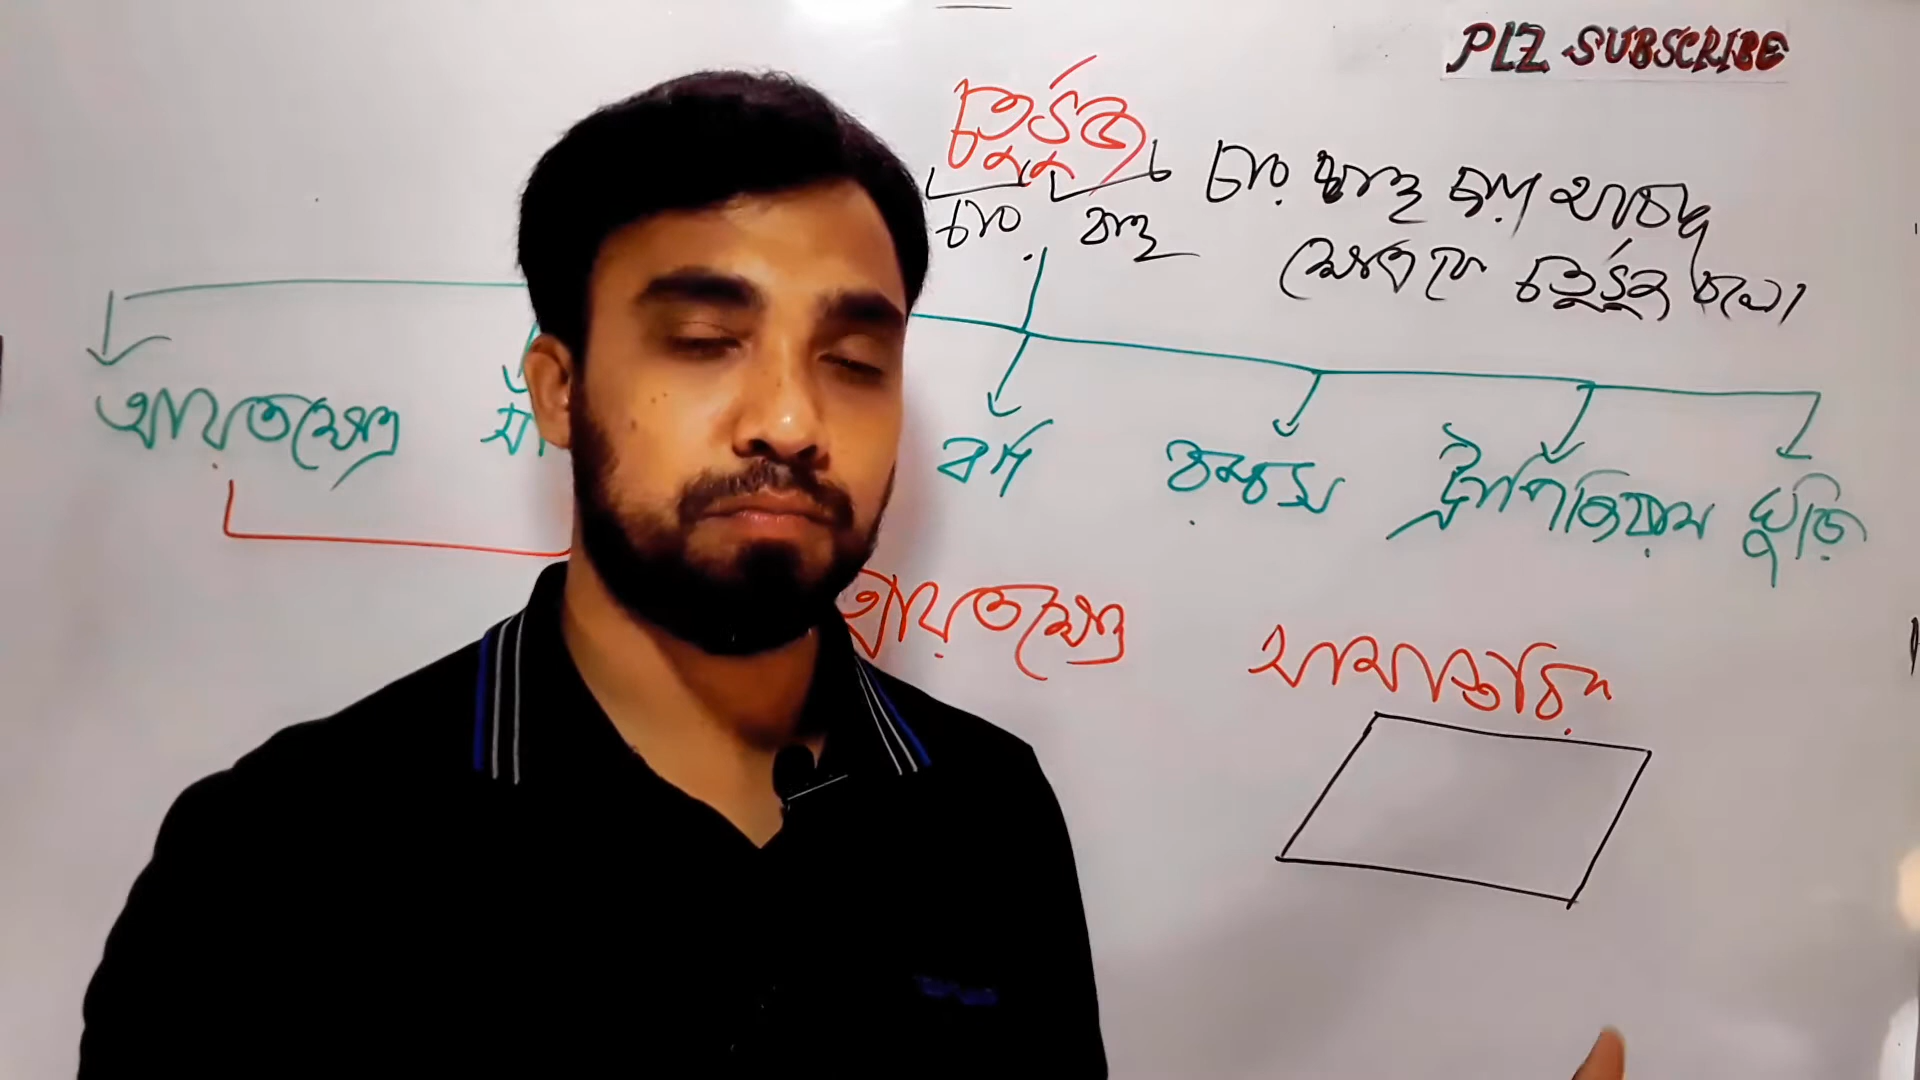 PLZ SUBSCRIBE
চতুর্ভুজ
চার বাহু
চার বাহু দ্বারা আবদ্ধ
ক্ষেত্রকে চতুর্ভুজ বলে।
আয়তক্ষেত্র
বর্গ রম্বস ট্রাপিজিয়াম ঘুড়ি
আয়তক্ষেত্র সামান্তরিক